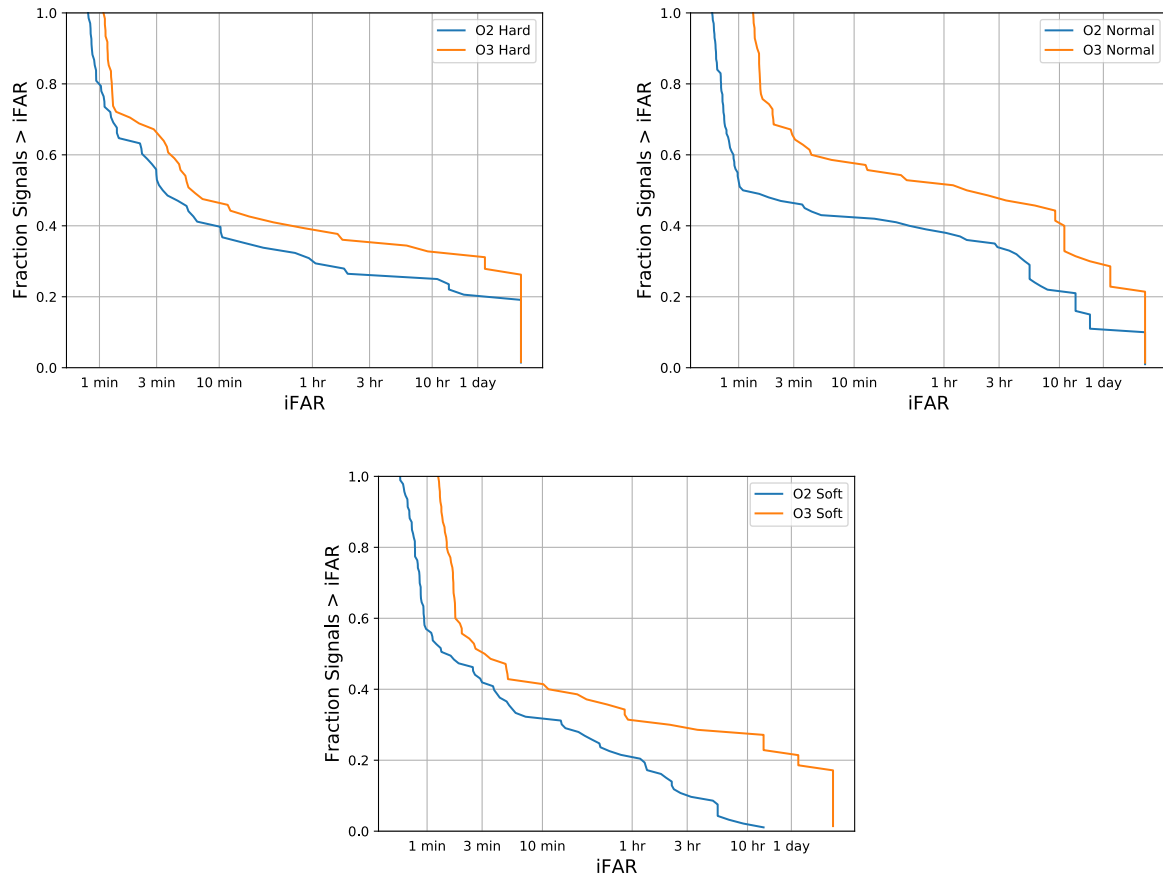 1.0
0.8
0.6
0.4
0.2
0.0
Fraction Signals > iFAR
O2 Hard
O3 Hard
1 min 3 min 10 min 1 hr 3 hr 10 hr 1 day
iFAR
1.0
0.8
0.6
0.4
0.2
0.0
Fraction Signals > iFAR
O2 Normal
O3 Normal
1 min 3 min 10 min 1 hr 3 hr 10 hr 1 day
iFAR
1.0
0.8
0.6
0.4
0.2
0.0
Fraction Signals > iFAR
O2 Soft
O3 Soft
1 min 3 min 10 min 1 hr 3 hr 10 hr 1 day
iFAR